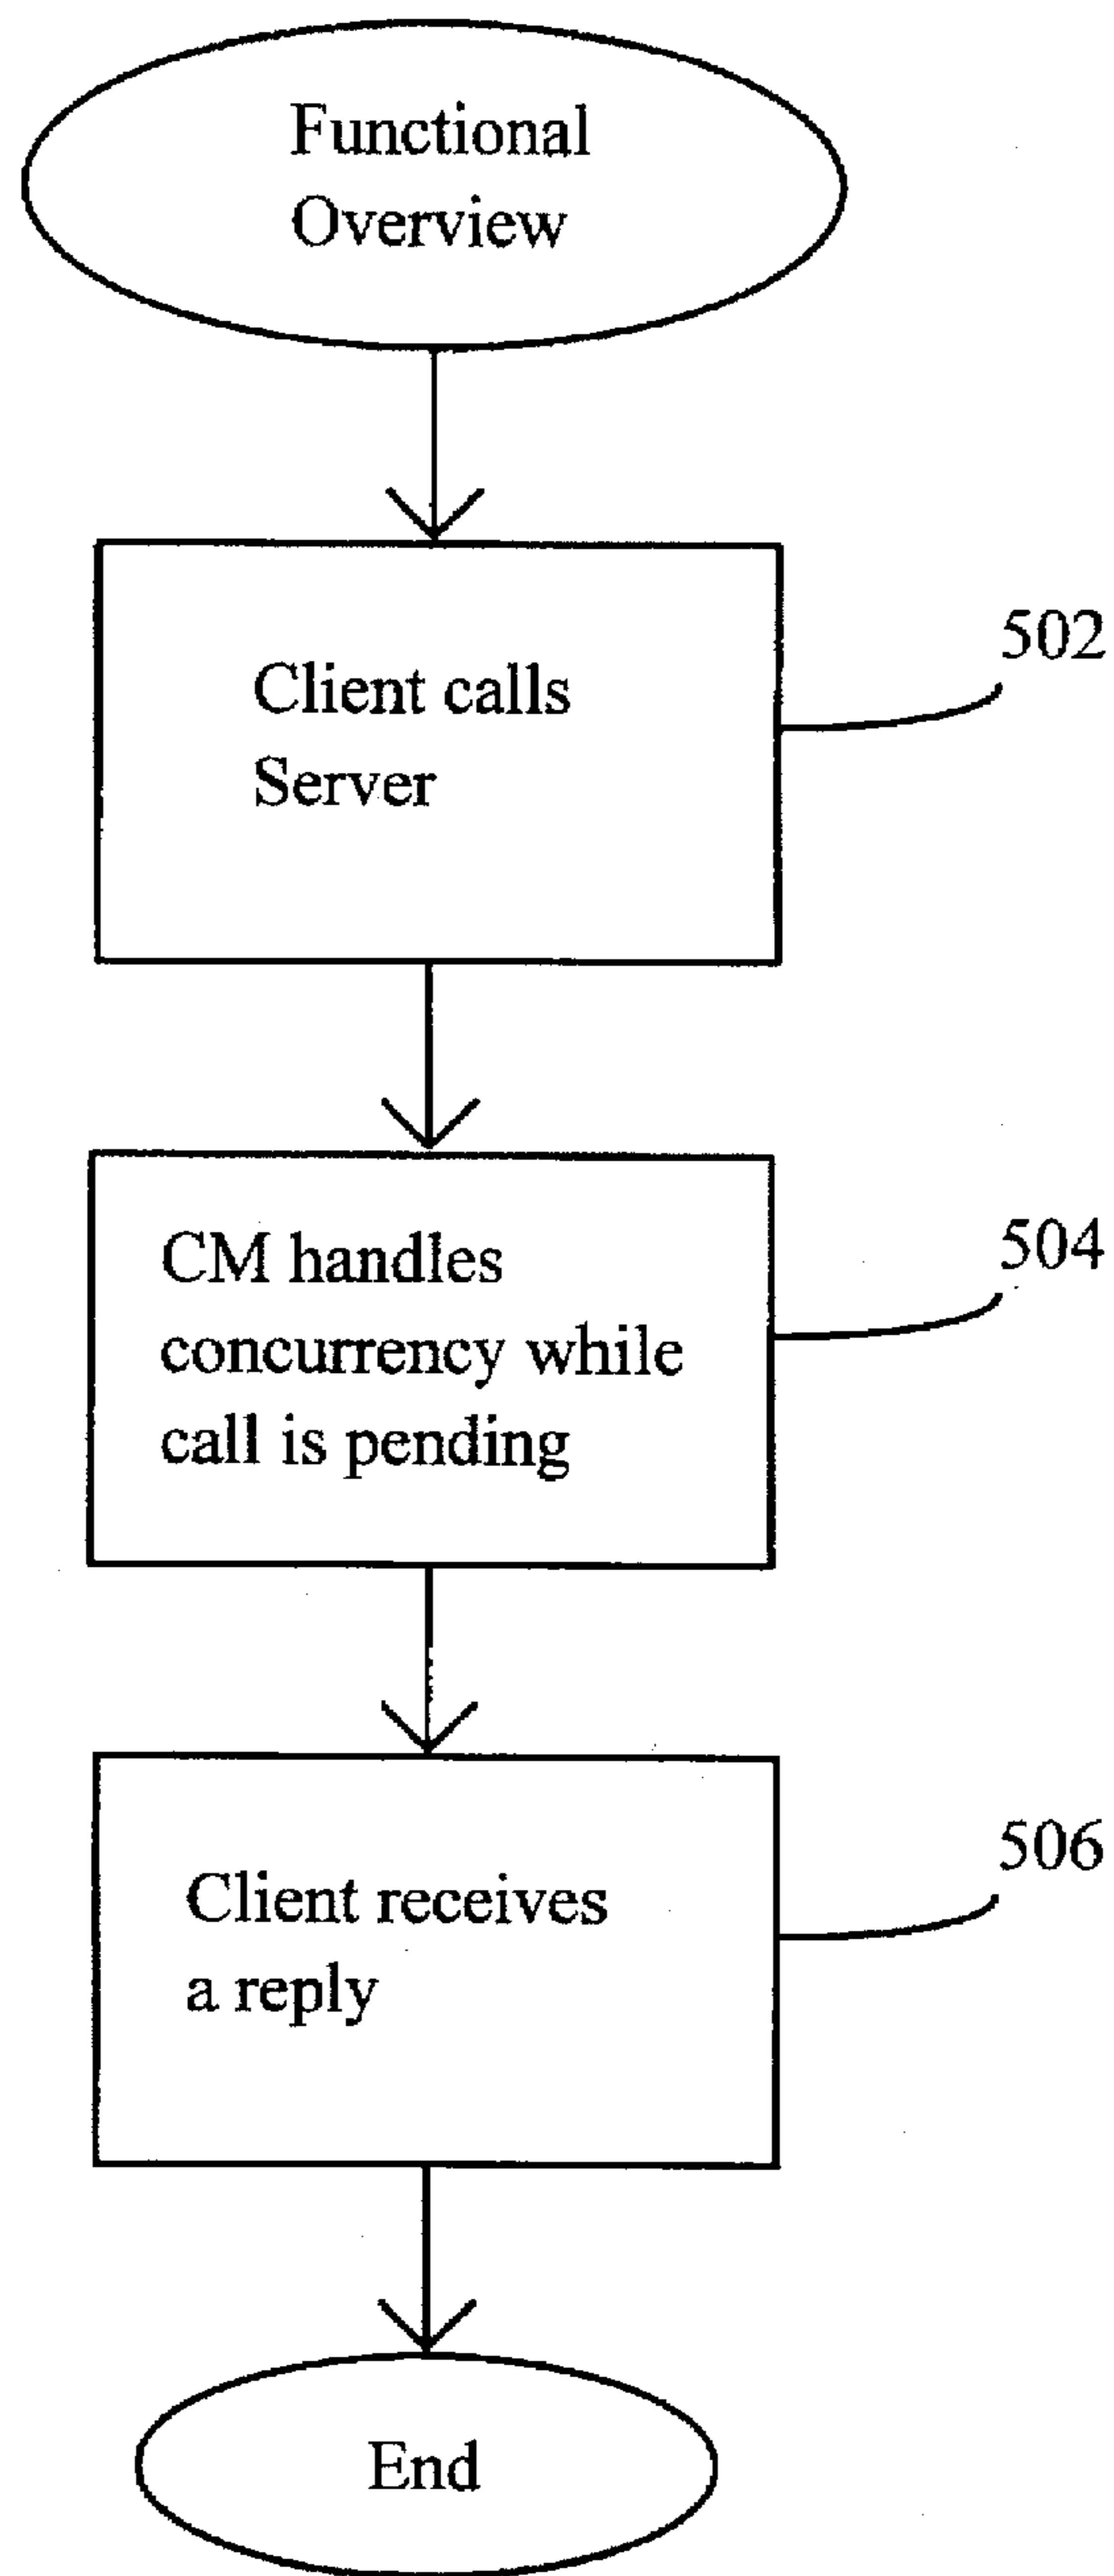 Functional
Overview
Client calls
Server
502
CM handles
concurrency while
call is pending
504
Client receives
a reply
506
End